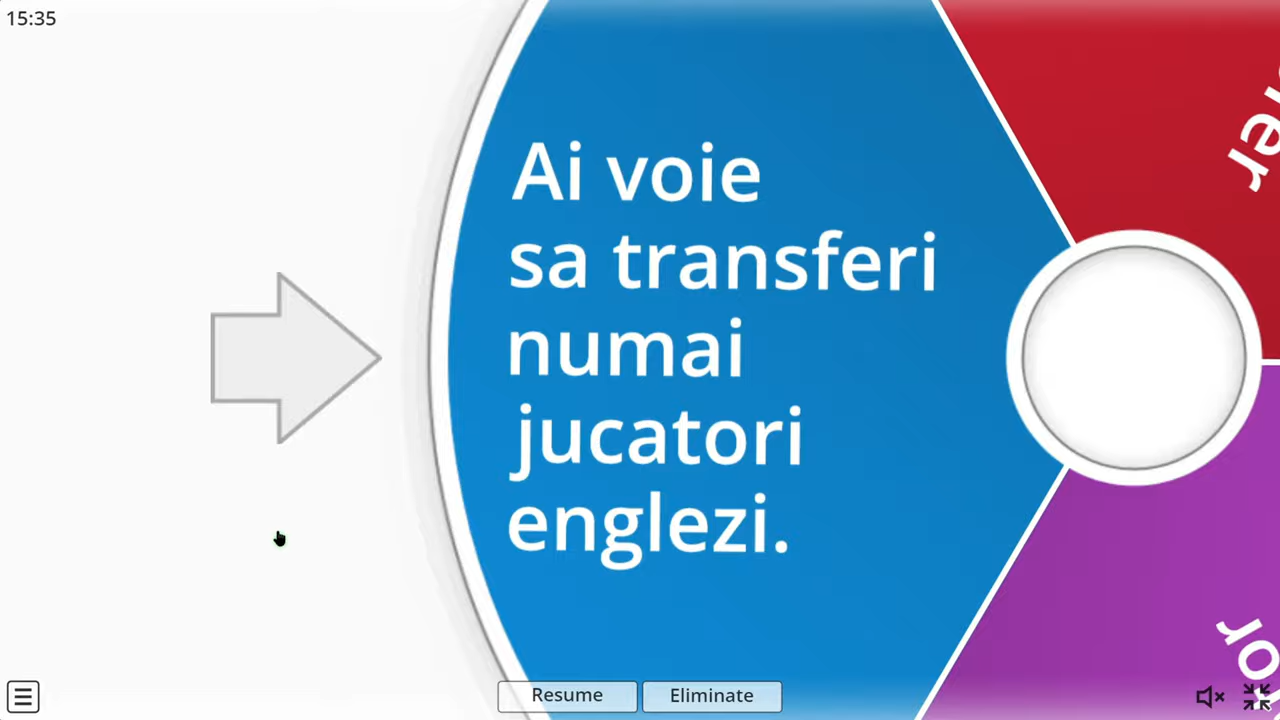 15:35
Ai voie
sa transferi
numai
jucatori
englezi.
Resume
Eliminate